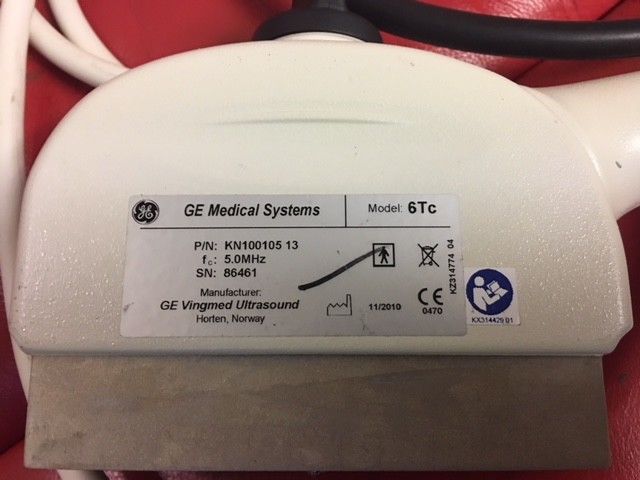 GE
GE Medical Systems
Model: 6Tc
P/N: KN100105 13
fc: 5.0MHz
SN: 86461
Manufacturer:
GE Vingmed Ultrasound
Horten, Norway
11/2010
CE
0470
KZ314774 04
KX314429 01